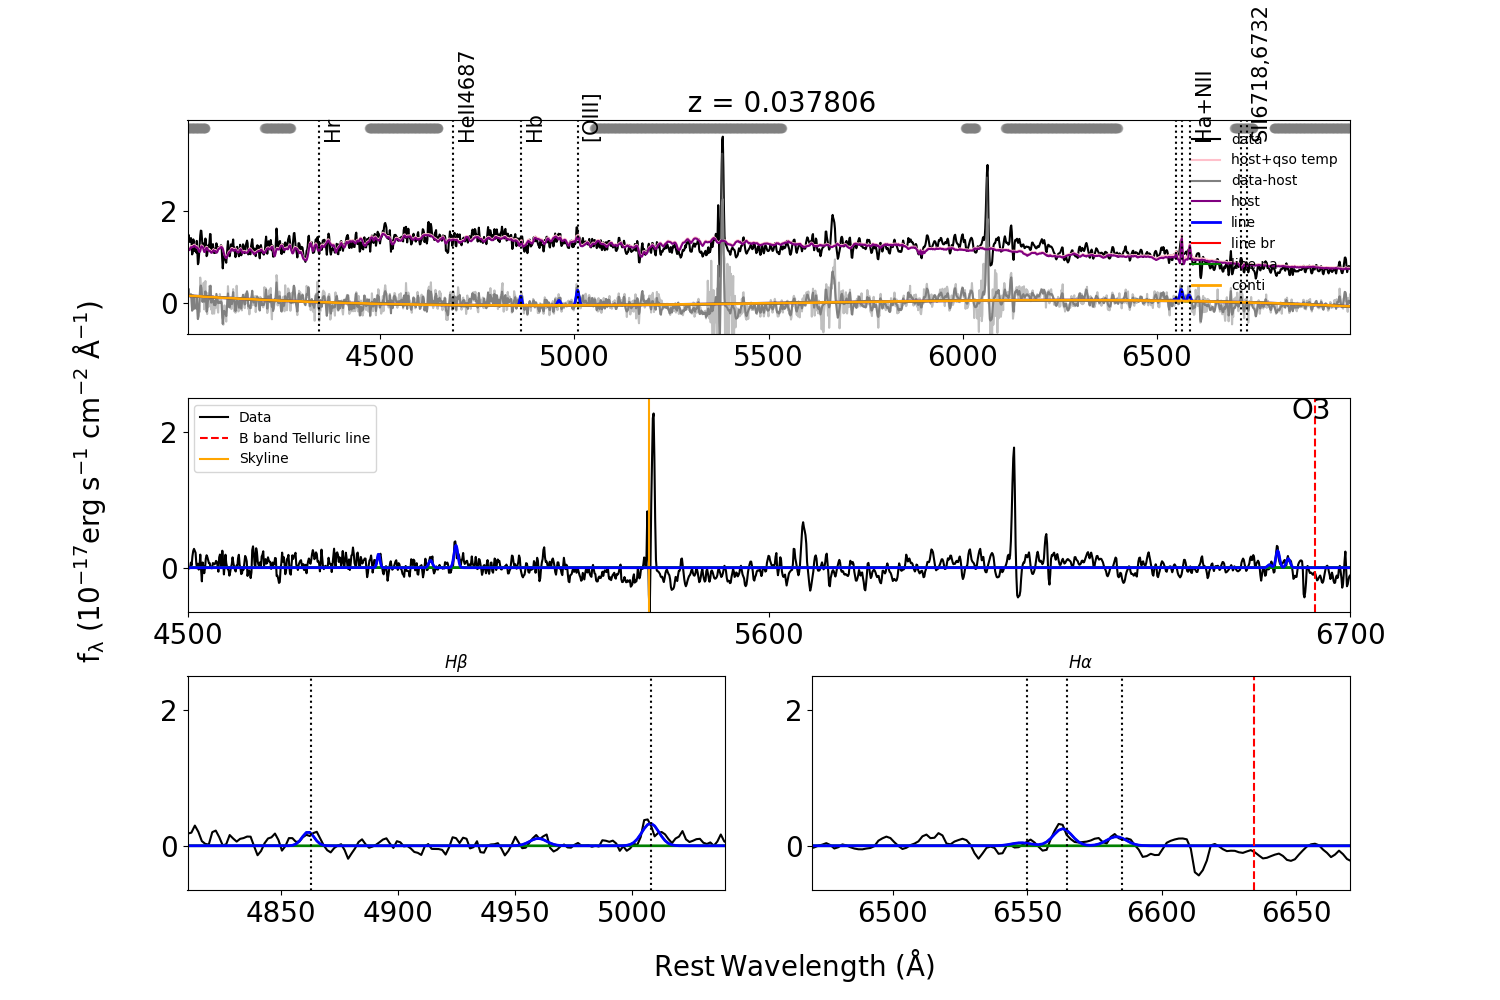 z = 0.037806
Hr
HeII4687
Hb
[OIII]
Ha+NII
SII6718,6732
data
host+qso temp
data-host
host
line
line br
conti
2
0
4500
5000
5500
6000
6500
Data
B band Telluric line
Skyline
O3
2
0
4500
5600
6700
fλ (10⁻¹⁷erg s⁻¹ cm⁻² Å⁻¹)
Hβ
2
0
4850
4900
4950
5000
Hα
2
0
6500
6550
6600
6650
Rest Wavelength (Å)